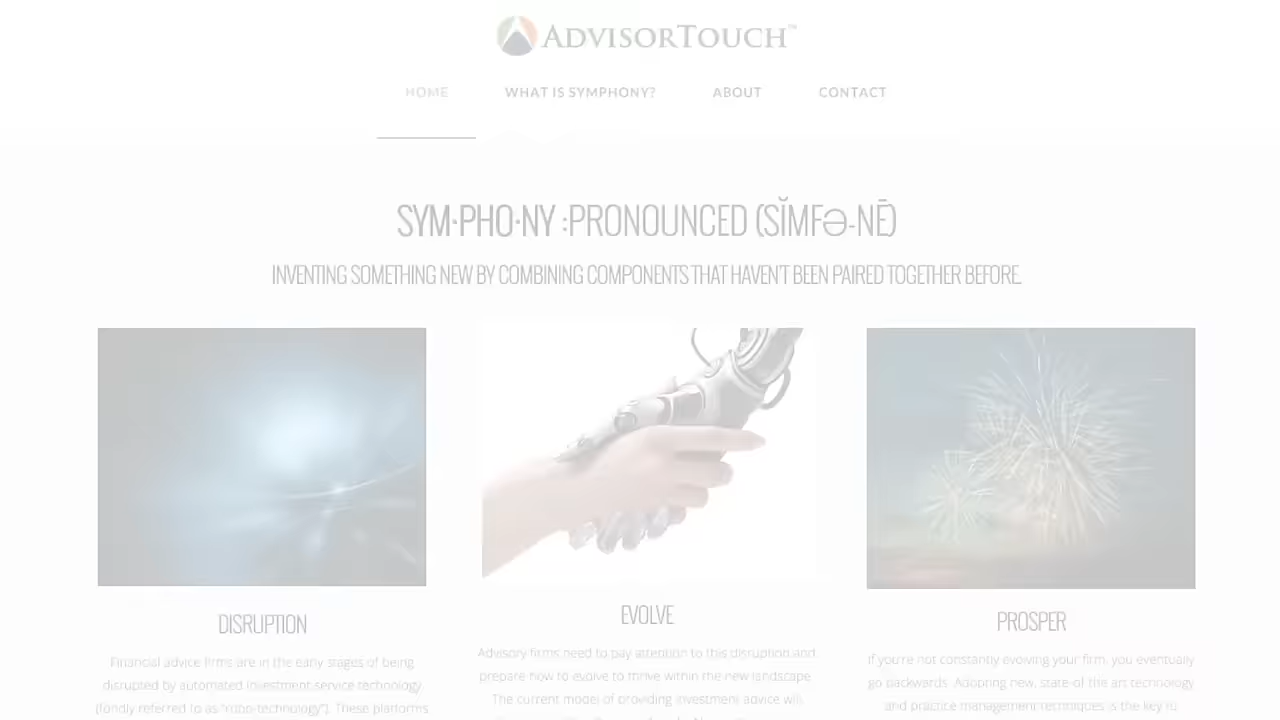 ADVISORTOUCH™
HOME WHAT IS SYMPHONY? ABOUT CONTACT
SYM·PHO·NY :PRONOUNCED (SĬMFƏ-NĒ)
INVENTING SOMETHING NEW BY COMBINING COMPONENTS THAT HAVEN'T BEEN PAIRED TOGETHER BEFORE.
DISRUPTION
Financial advice firms are in the early stages of being
disrupted by automated investment service technology
(fondly referred to as "robo-technology"). These platforms
EVOLVE
Advisory firms need to pay attention to this disruption and
prepare how to evolve to thrive within the new landscape.
The current model of providing investment advice will
PROSPER
If you're not constantly evolving your firm, you eventually
go backwards. Adopting new, state-of the art technology
and practice management techniques is the key to